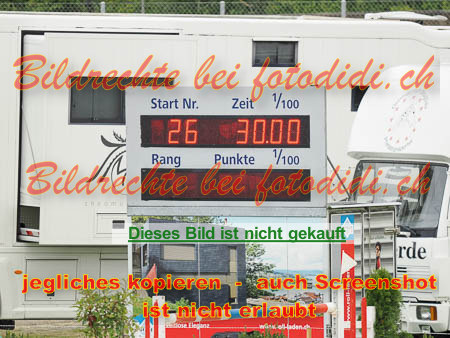 Bildrechte bei fotodidi.ch
Start Nr. Zeit 1/100
26 30.00
Rang Punkte 1/100
Bildrechte bei fotodidi.ch
Dieses Bild ist nicht gekauft
rde
jegliches kopieren - auch Screenshot
ist nicht erlaubt